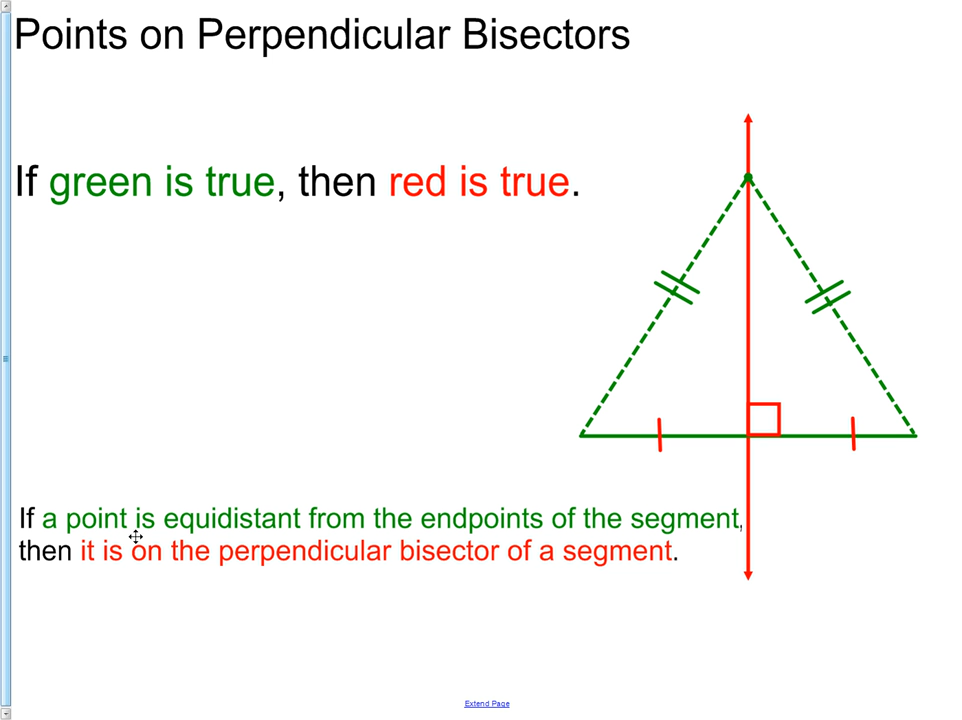 Points on Perpendicular Bisectors
If green is true, then red is true.
If a point is equidistant from the endpoints of the segment,
then it is on the perpendicular bisector of a segment.
Extend Page